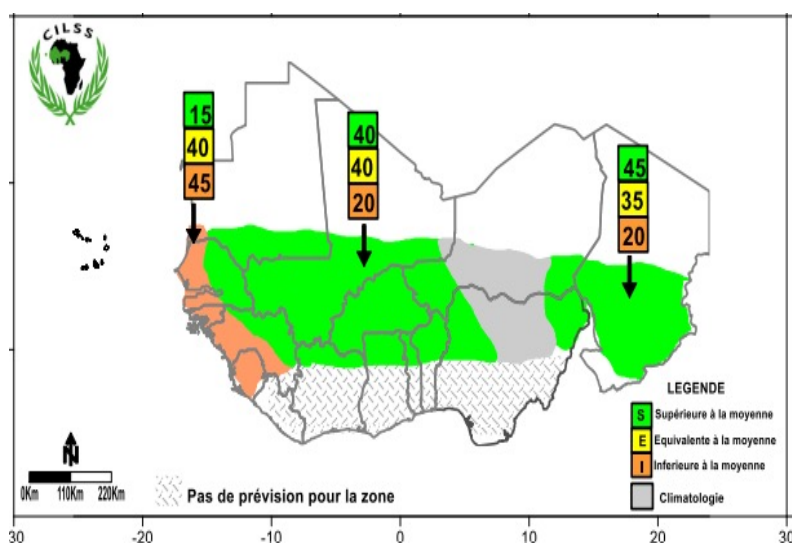 CILSS
15
40
45
40
40
20
45
35
20
LEGENDE
S Supérieure à la moyenne
E Equivalente à la moyenne
I Inferieure à la moyenne
Climatologie
N
0Km 110Km 220Km
Pas de prévision pour la zone
30 -20 -10 0 10 20 30